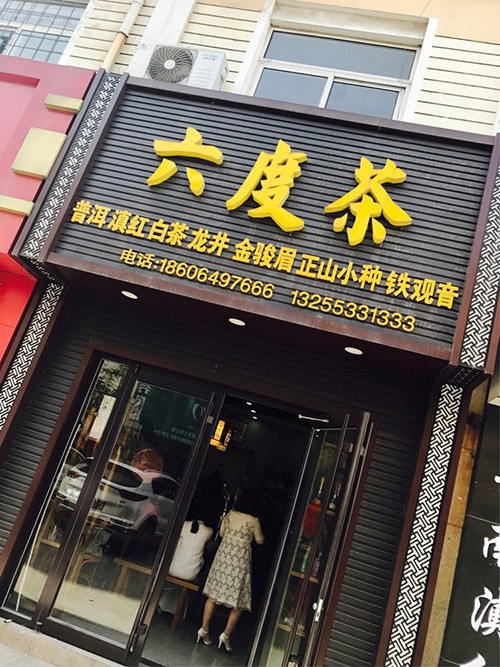 六度茶
普洱 滇红 白茶 龙井 金骏眉 正山小种 铁观音
电话:18606497666 13255331333